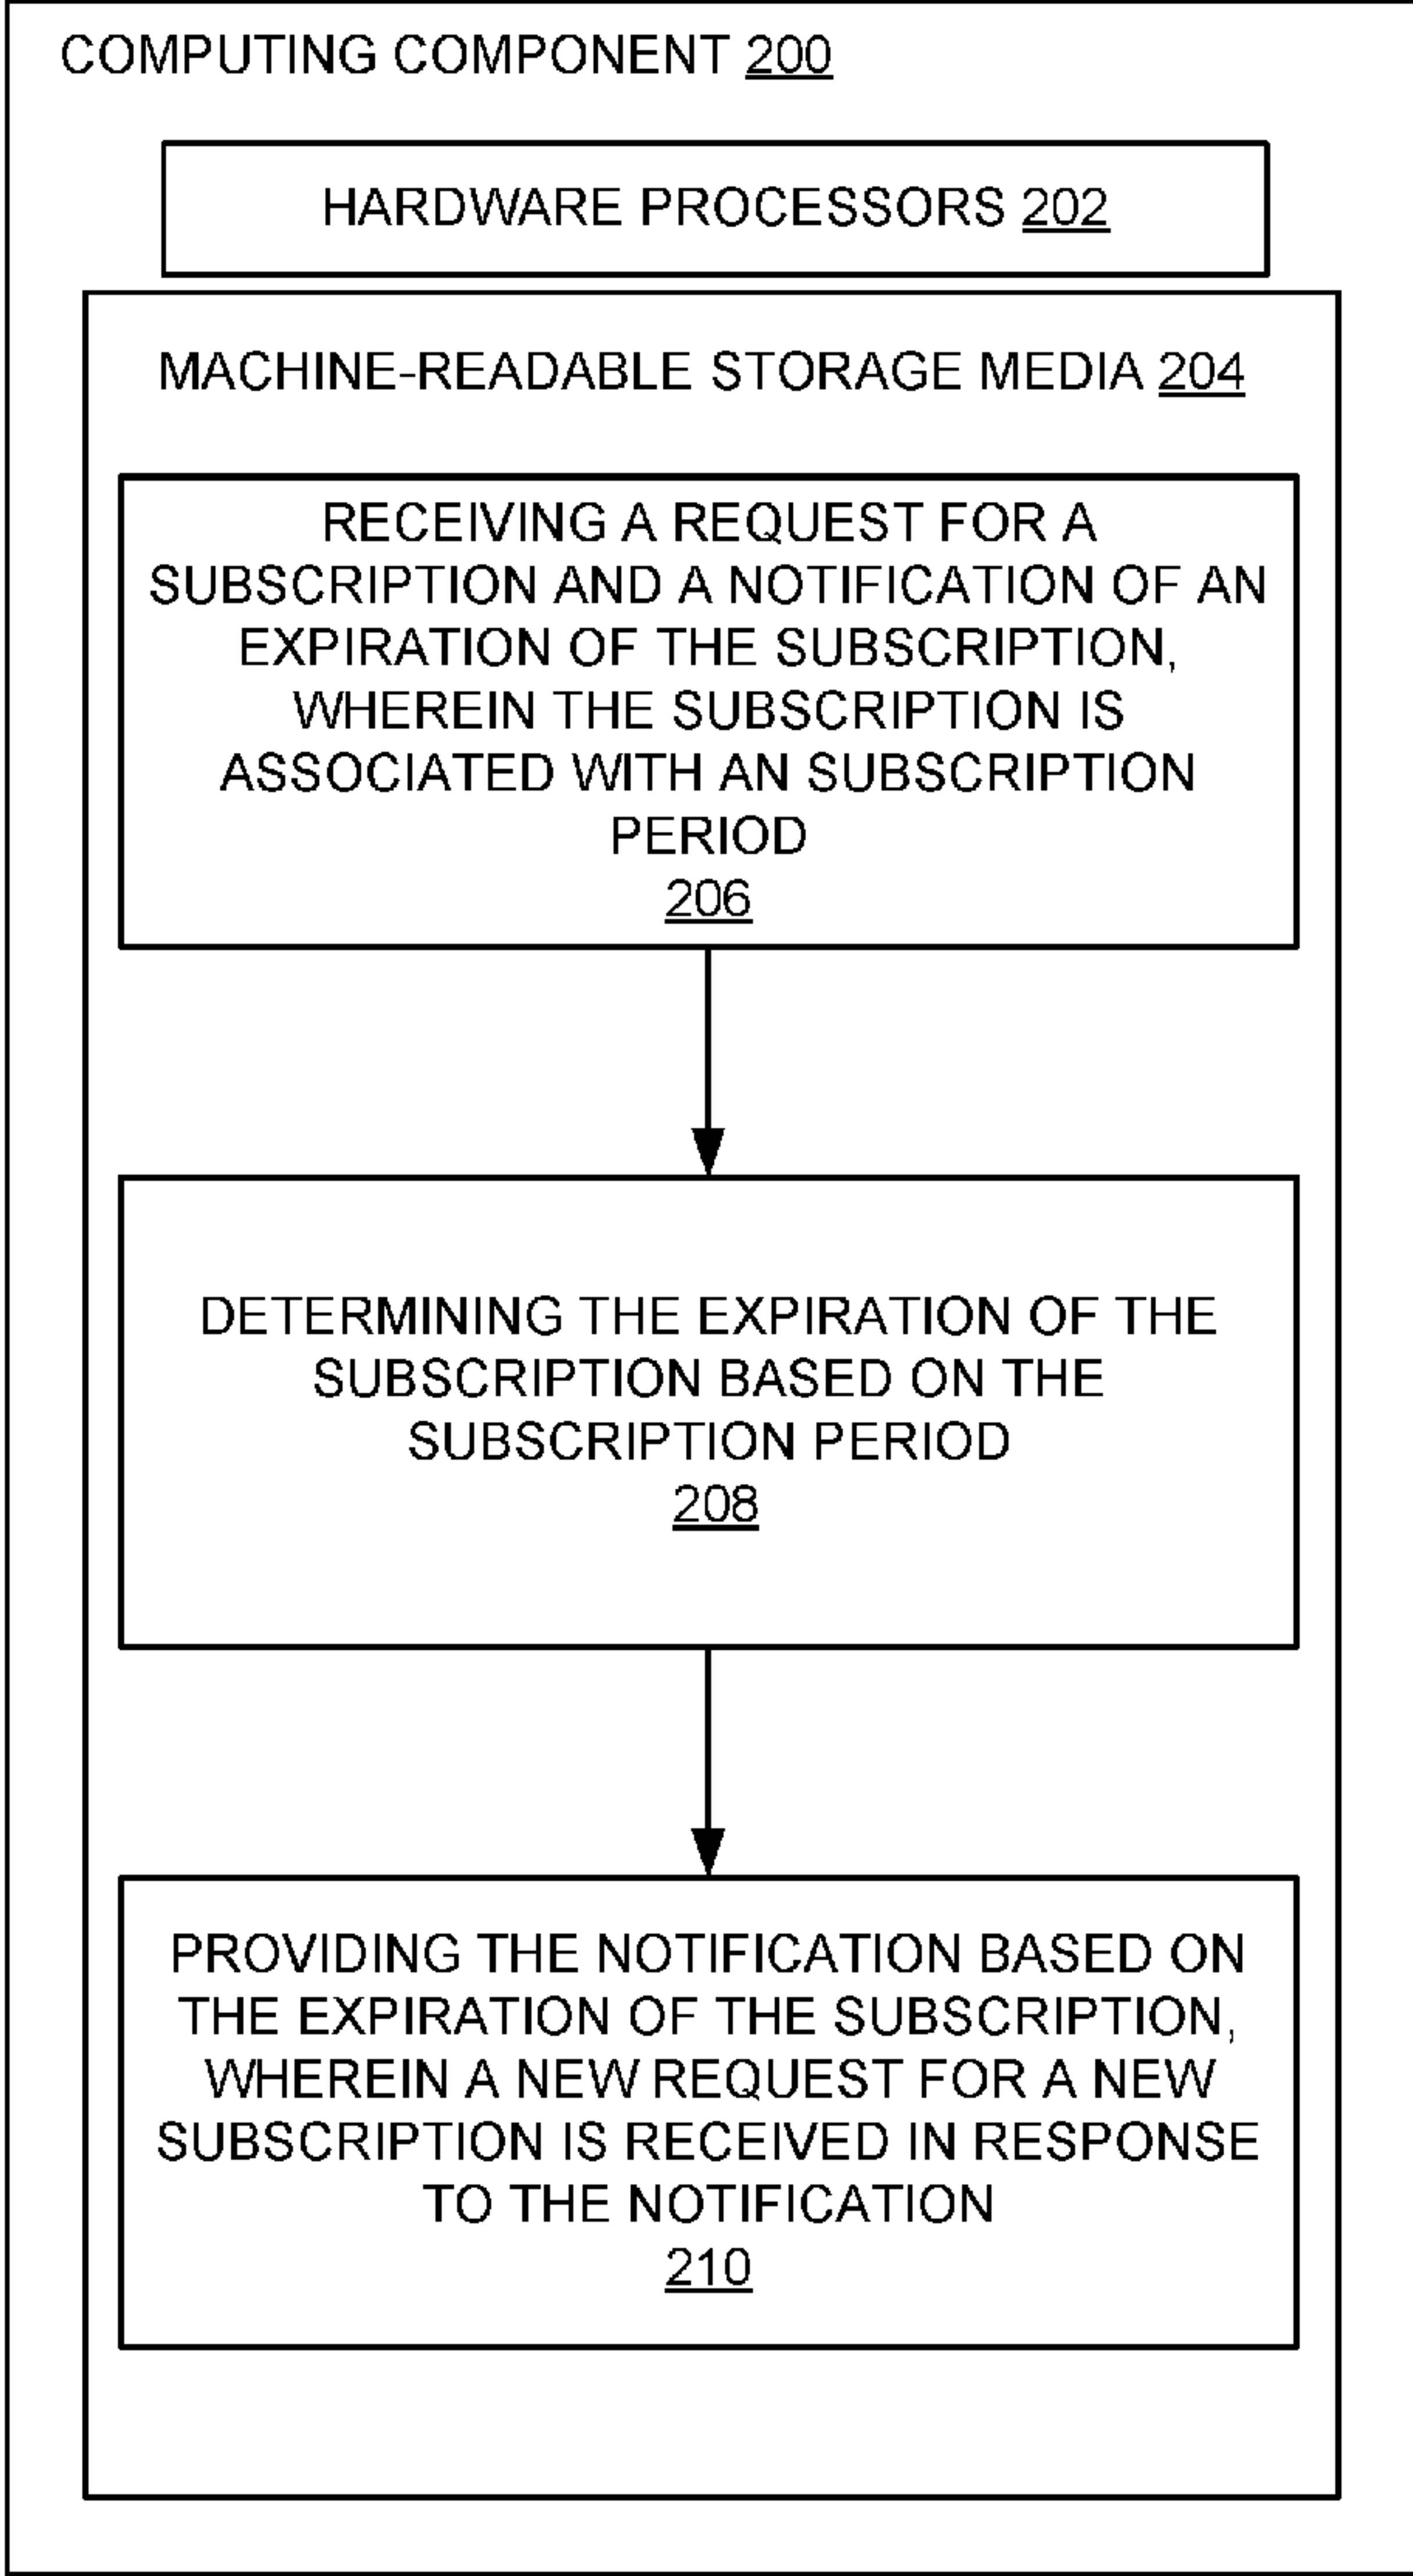 COMPUTING COMPONENT 200
HARDWARE PROCESSORS 202
MACHINE-READABLE STORAGE MEDIA 204
RECEIVING A REQUEST FOR A
SUBSCRIPTION AND A NOTIFICATION OF AN
EXPIRATION OF THE SUBSCRIPTION,
WHEREIN THE SUBSCRIPTION IS
ASSOCIATED WITH AN SUBSCRIPTION
PERIOD
206
DETERMINING THE EXPIRATION OF THE
SUBSCRIPTION BASED ON THE
SUBSCRIPTION PERIOD
208
PROVIDING THE NOTIFICATION BASED ON
THE EXPIRATION OF THE SUBSCRIPTION,
WHEREIN A NEW REQUEST FOR A NEW
SUBSCRIPTION IS RECEIVED IN RESPONSE
TO THE NOTIFICATION
210